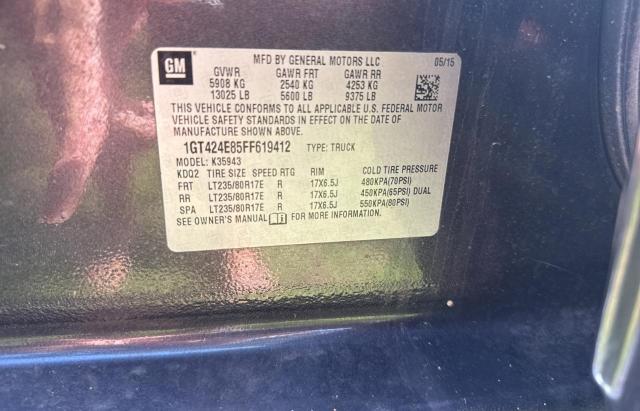 GM
MFD BY GENERAL MOTORS LLC 05/15
GVWR GAWR FRT GAWR RR
5908 KG 2540 KG 4253 KG
13025 LB 5600 LB 9375 LB
THIS VEHICLE CONFORMS TO ALL APPLICABLE U.S. FEDERAL MOTOR
VEHICLE SAFETY STANDARDS IN EFFECT ON THE DATE OF
MANUFACTURE SHOWN ABOVE.
1GT424E85FF619412 TYPE: TRUCK
MODEL: K35943
KDQ2 TIRE SIZE SPEED RTG RIM COLD TIRE PRESSURE
FRT LT235/80R17E R 17X6.5J 480KPA(70PSI)
RR LT235/80R17E R 17X6.5J 450KPA(65PSI) DUAL
SPA LT235/80R17E R 17X6.5J 550KPA(80PSI)
SEE OWNER'S MANUAL FOR MORE INFORMATION.